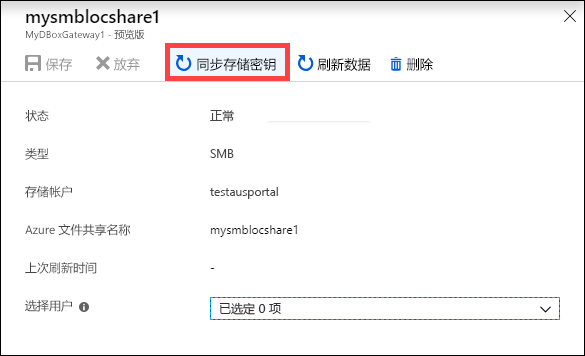 mysmblocshare1
MyDBoxGateway1 - 预览版
保存 放弃 同步存储密钥 刷新数据 删除
状态 正常
类型 SMB
存储帐户 testausportal
Azure 文件共享名称 mysmblocshare1
上次刷新时间 -
选择用户 已选定 0 项